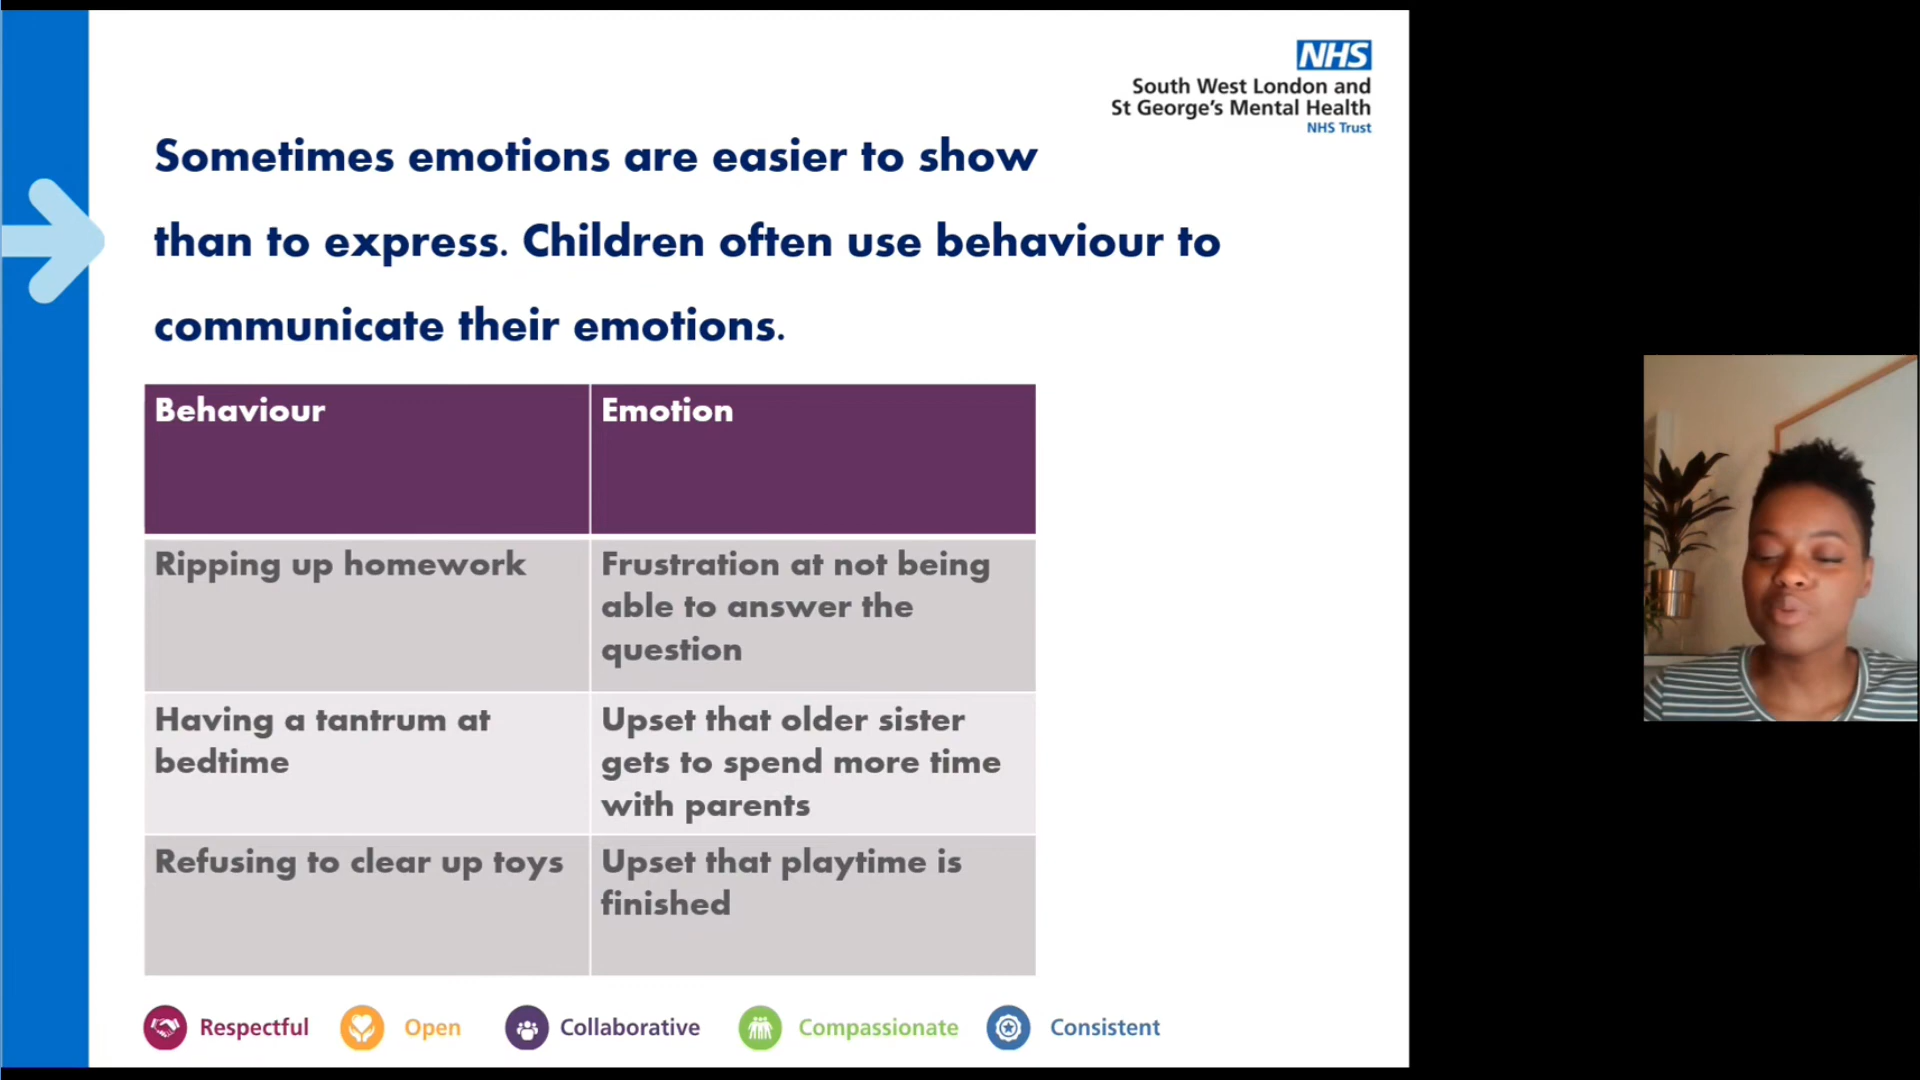 NHS
South West London and
St George's Mental Health
NHS Trust
Sometimes emotions are easier to show
than to express. Children often use behaviour to
communicate their emotions.
Behaviour
Emotion
Ripping up homework
Frustration at not being
able to answer the
question
Having a tantrum at
bedtime
Upset that older sister
gets to spend more time
with parents
Refusing to clear up toys
Upset that playtime is
finished
Respectful
Open
Collaborative
Compassionate
Consistent